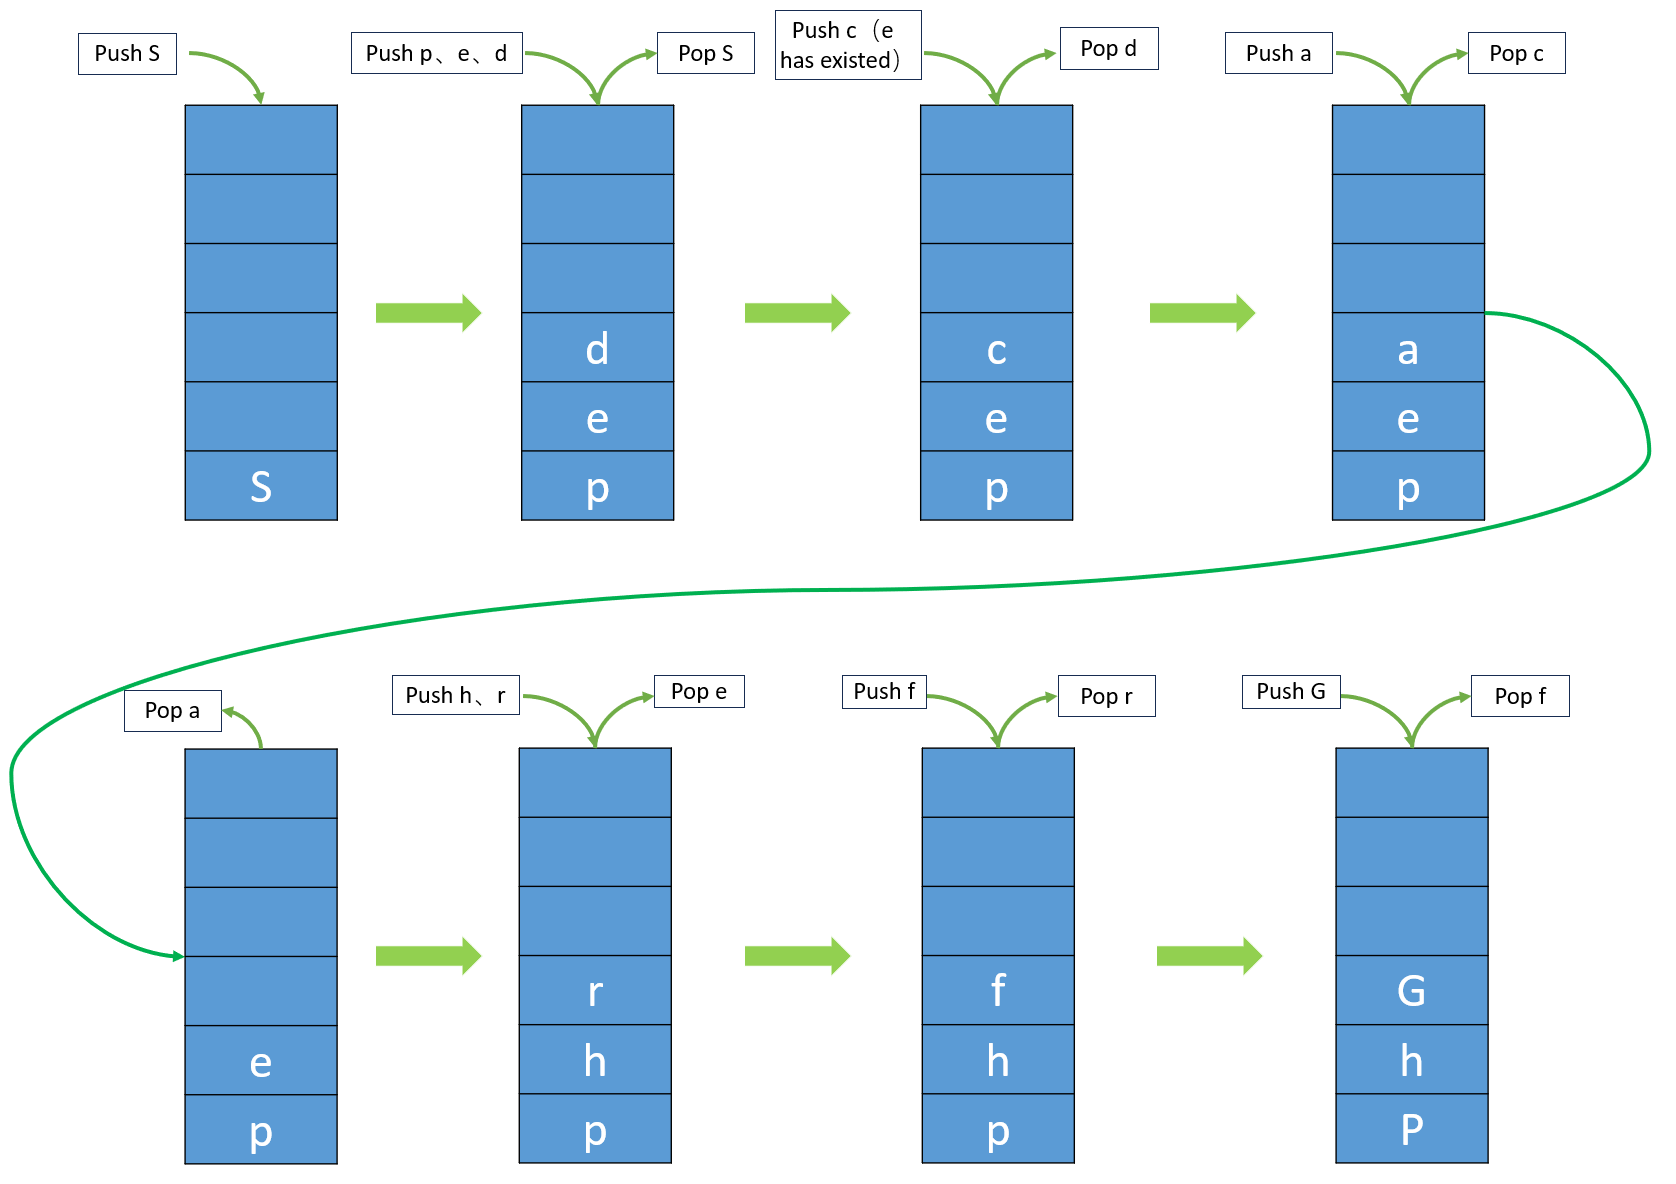 Push S
Push p、e、d
Pop S
Push c（e
has existed）
Pop d
Push a
Pop c
S
d
e
p
c
e
p
a
e
p
Pop a
Push h、r
Pop e
Push f
Pop r
Push G
Pop f
e
p
r
h
p
f
h
p
G
h
P